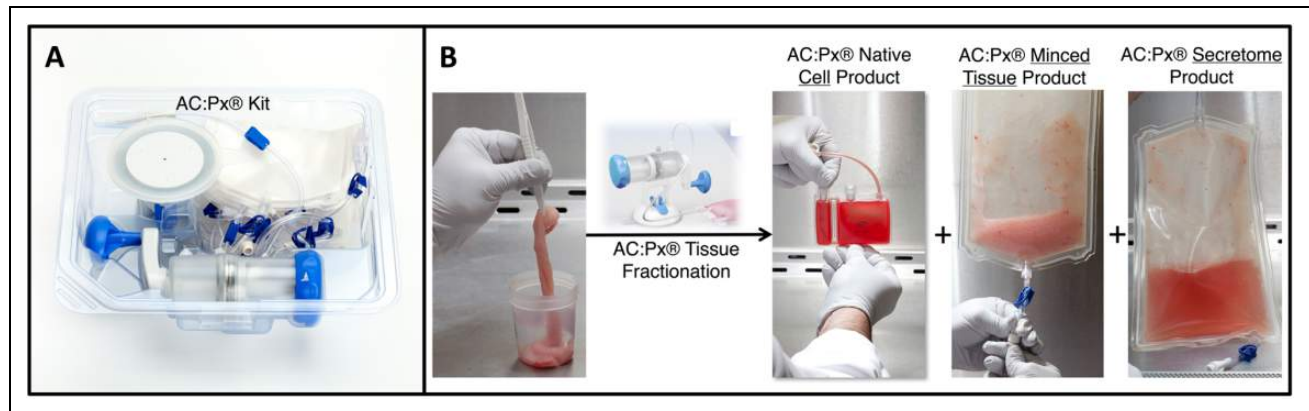 A
AC:Px® Kit
B
AC:Px® Tissue
Fractionation
AC:Px® Native
Cell Product
AC:Px® Minced
Tissue Product
AC:Px® Secretome
Product
+
+